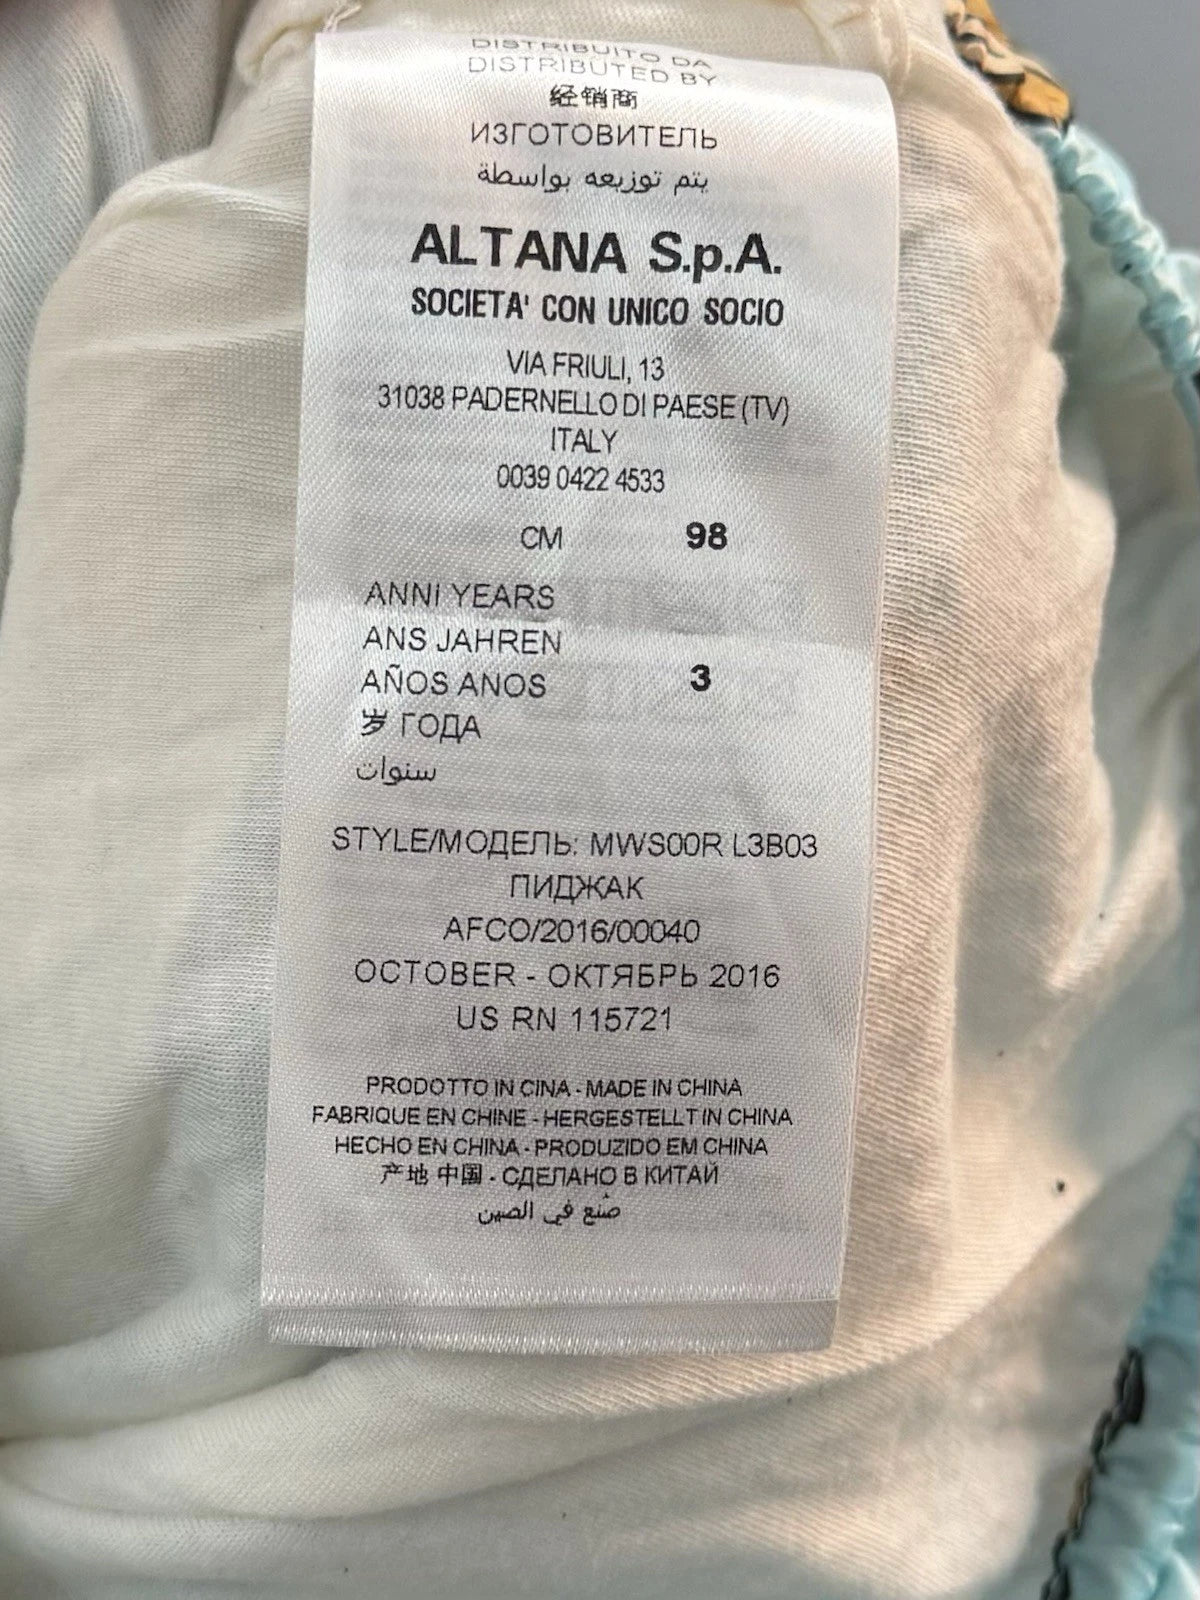 DISTRIBUITO DA
DISTRIBUTED BY
经销商
ИЗГОТОВИТЕЛЬ
يتم توزيعه بواسطة
ALTANA S.p.A.
SOCIETA' CON UNICO SOCIO
VIA FRIULI, 13
31038 PADERNELLO DI PAESE (TV)
ITALY
0039 0422 4533
CM 98
ANNI YEARS
ANS JAHREN
AÑOS ANOS 3
岁 ГОДА
سنوات
STYLE/МОДЕЛЬ: MWS00R L3B03
ПИДЖАК
AFCO/2016/00040
OCTOBER - ОКТЯБРЬ 2016
US RN 115721
PRODOTTO IN CINA - MADE IN CHINA
FABRIQUE EN CHINE - HERGESTELLT IN CHINA
HECHO EN CHINA - PRODUZIDO EM CHINA
产地 中国 - СДЕЛАНО В КИТАЙ
صنع في الصين